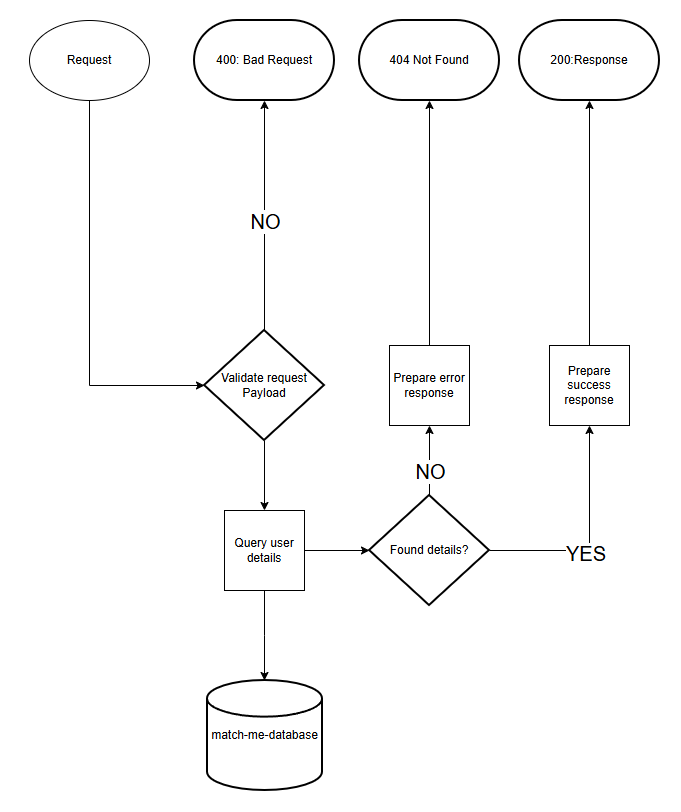 Request
400: Bad Request
404 Not Found
200:Response
NO
Validate request
Payload
Prepare error
response
Prepare
success
response
NO
Query user
details
Found details?
YES
match-me-database